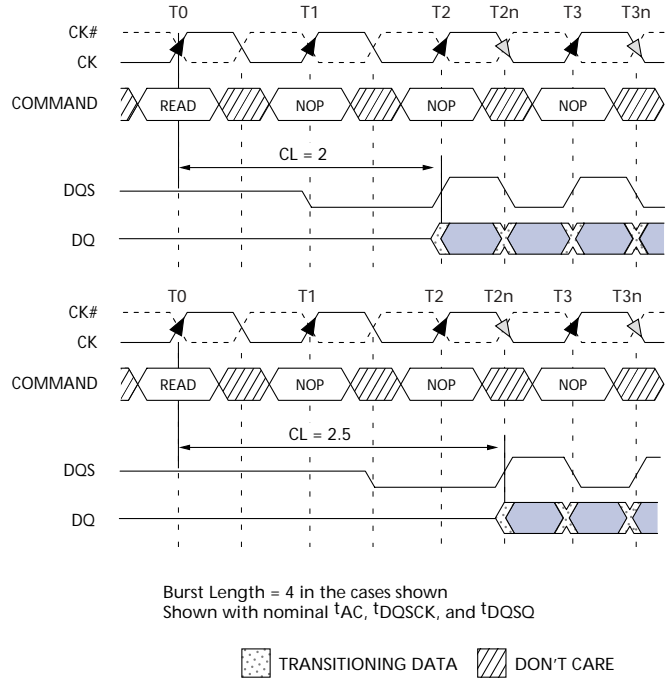 T0 T1 T2 T2n T3 T3n
CK#
CK
COMMAND READ NOP NOP NOP
CL = 2
DQS
DQ
T0 T1 T2 T2n T3 T3n
CK#
CK
COMMAND READ NOP NOP NOP
CL = 2.5
DQS
DQ
Burst Length = 4 in the cases shown
Shown with nominal tAC, tDQSCK, and tDQSQ
TRANSITIONING DATA DON'T CARE